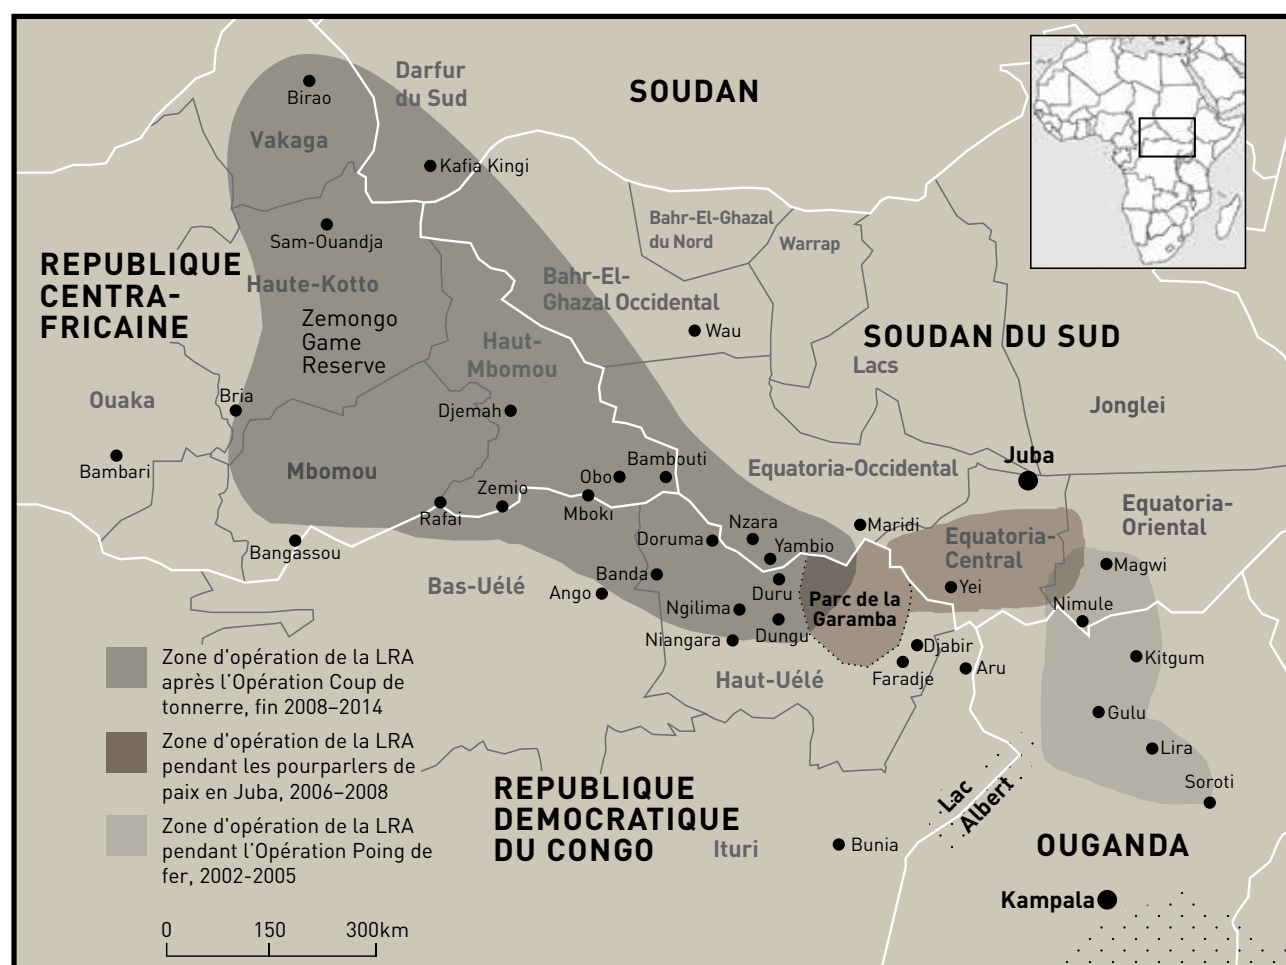 Darfur
du Sud
SOUDAN
Birao
Vakaga
Kafia Kingi
Sam-Ouandja
Bahr-El-Ghazal
du Nord
Warrap
REPUBLIQUE
CENTRA-
FRICAINE
Haute-Kotto
Zemongo
Game
Reserve
Bahr-El-
Ghazal Occidental
Wau
SOUDAN DU SUD
Haut-
Mbomou
Lacs
Ouaka
Bria
Djemah
Jonglei
Bambari
Mbomou
Obo
Bambouti
Equatoria-Occidental
Juba
Zemio
Mboki
Rafai
Bangassou
Nzara
Maridi
Equatoria-
Oriental
Doruma
Yambio
Equatoria-
Central
Magwi
Bas-Uélé
Banda
Ango
Duru
Parc de la
Garamba
Yei
Nimule
Ngilima
Niangara
Dungu
Djabir
Faradje
Aru
Kitgum
Haut-Uélé
Gulu
Lira
Soroti
Zone d'opération de la LRA
après l'Opération Coup de
tonnerre, fin 2008–2014
Zone d'opération de la LRA
pendant les pourparlers de
paix en Juba, 2006–2008
Zone d'opération de la LRA
pendant l'Opération Poing de
fer, 2002-2005
REPUBLIQUE
DEMOCRATIQUE
DU CONGO
Ituri
Bunia
Lac
Albert
OUGANDA
Kampala
0 150 300km